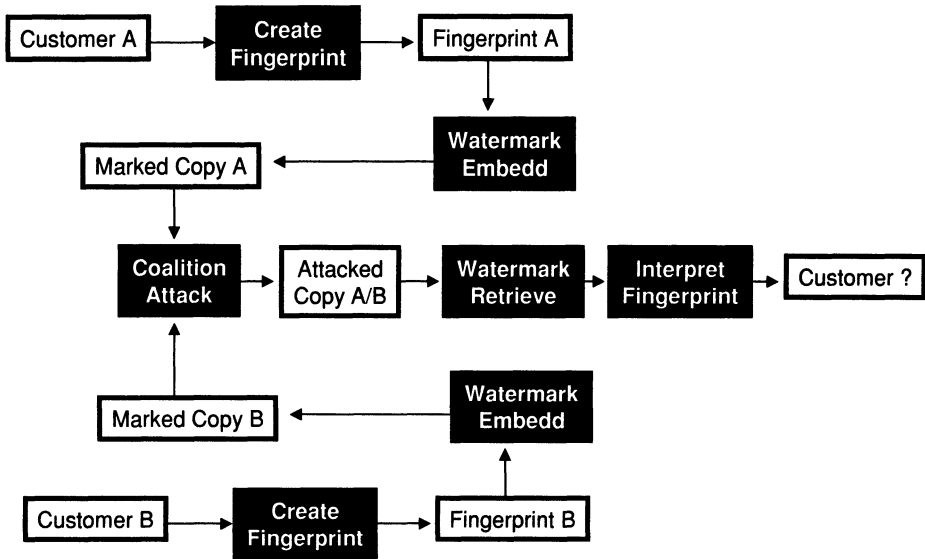 Customer A
Create
Fingerprint
Fingerprint A
Watermark
Embedd
Marked Copy A
Coalition
Attack
Attacked
Copy A/B
Watermark
Retrieve
Interpret
Fingerprint
Customer ?
Watermark
Embedd
Marked Copy B
Customer B
Create
Fingerprint
Fingerprint B